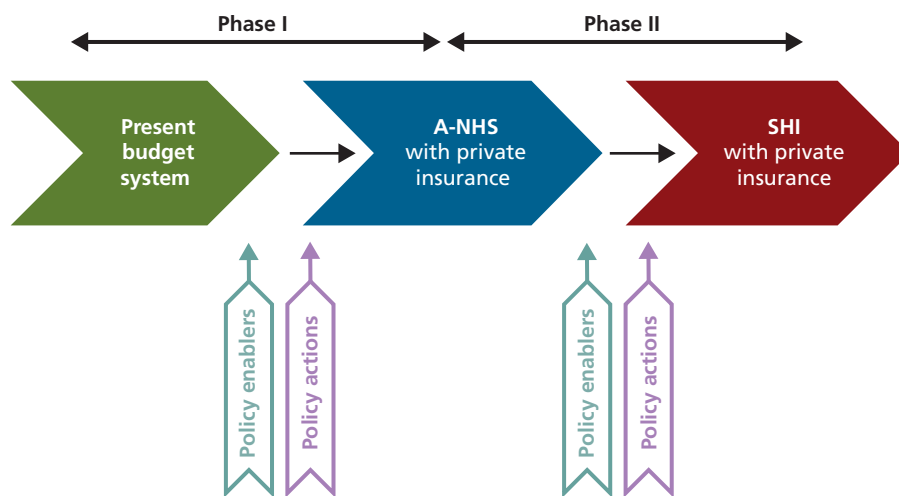 Phase I
Phase II
Present
budget
system
A-NHS
with private
insurance
SHI
with private
insurance
Policy enablers
Policy actions
Policy enablers
Policy actions